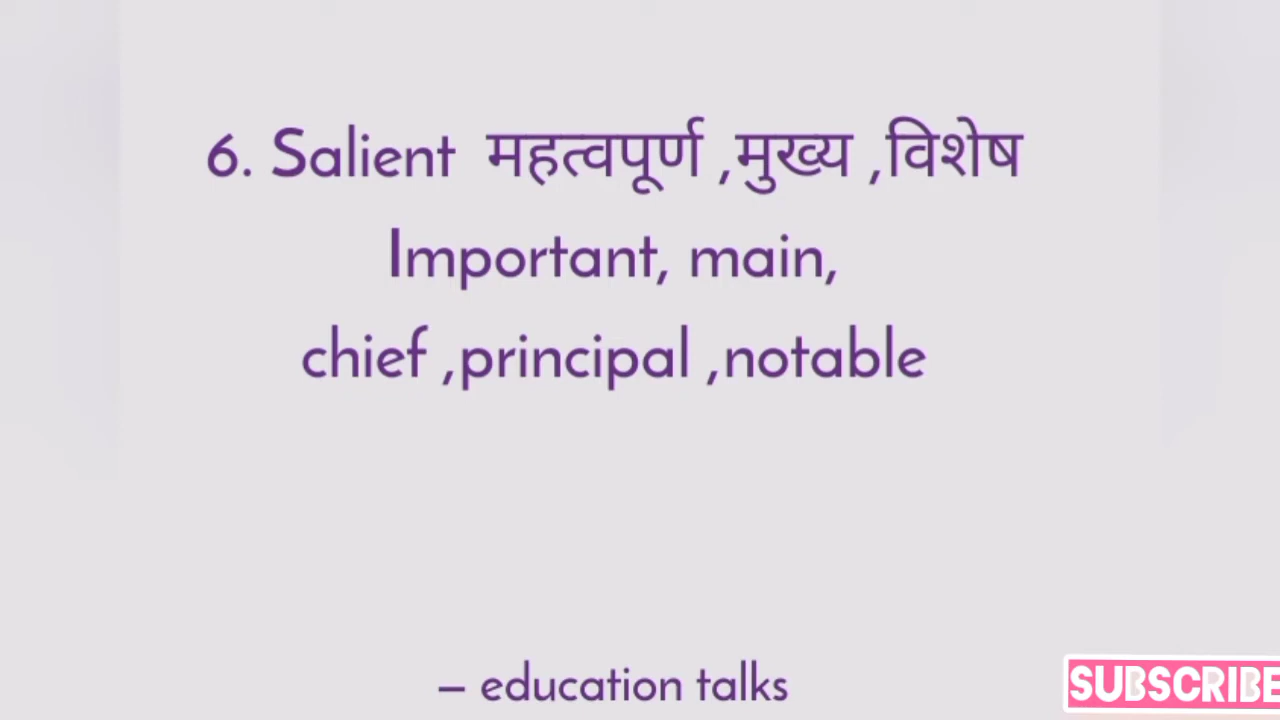 6. Salient महत्वपूर्ण ,मुख्य ,विशेष
Important, main,
chief ,principal ,notable
– education talks
SUBSCRIBE